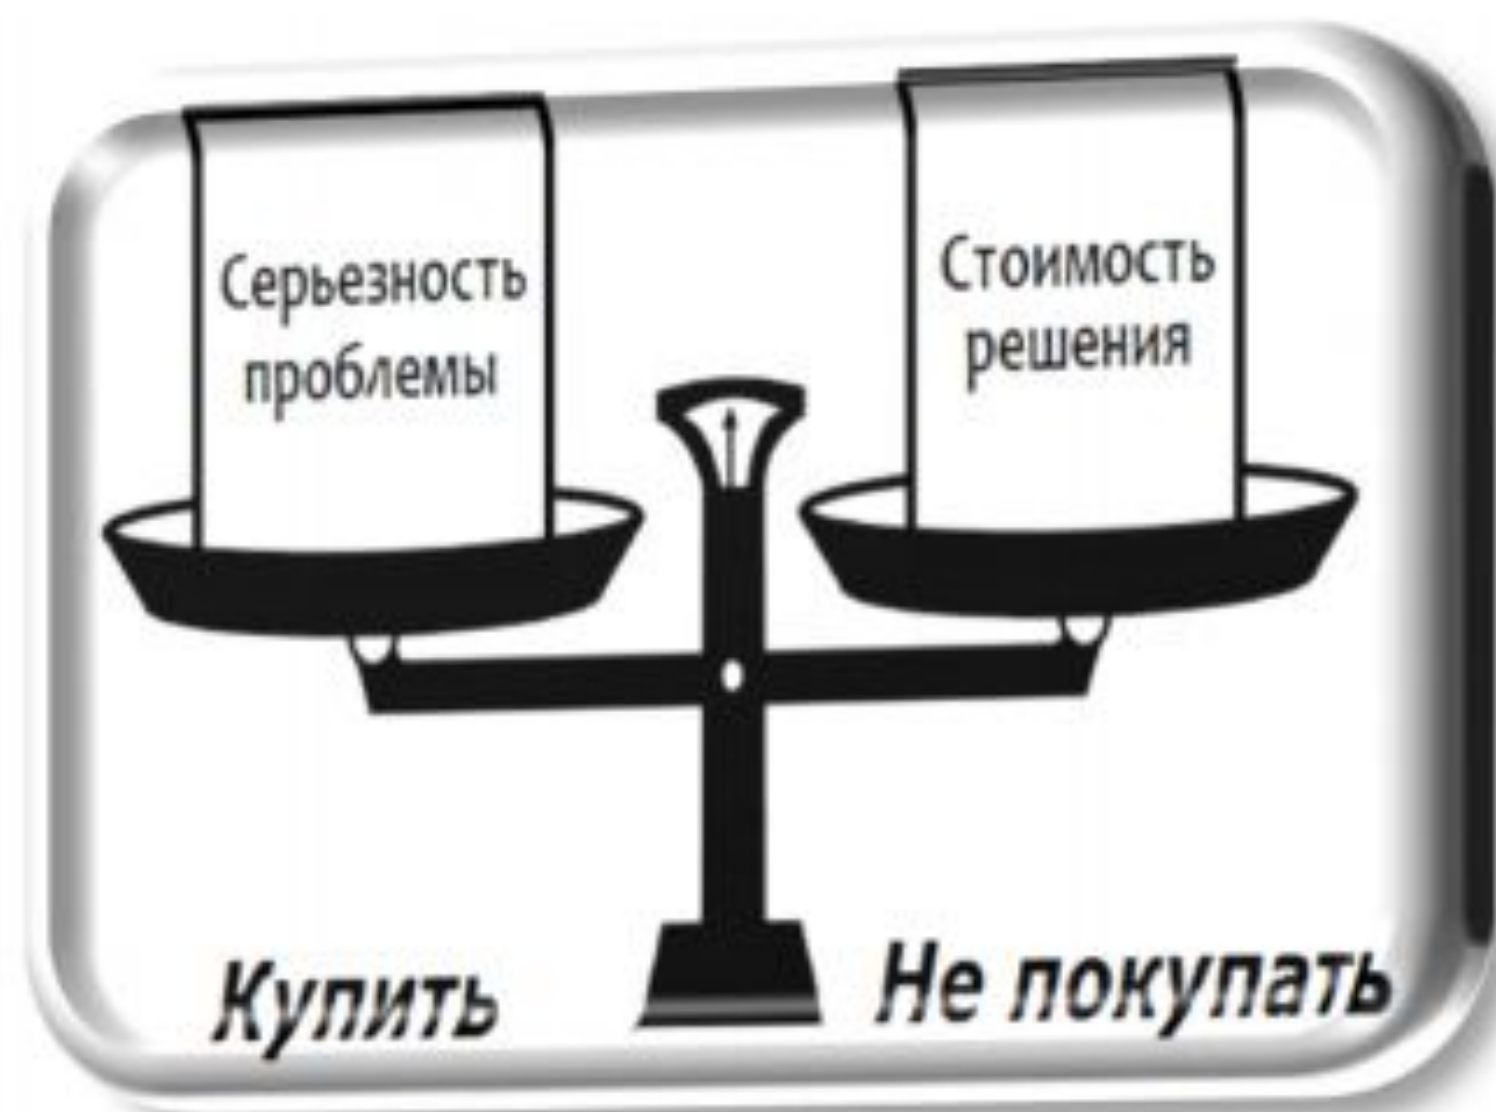 Серьезность
проблемы
Стоимость
решения
Купить
Не покупать